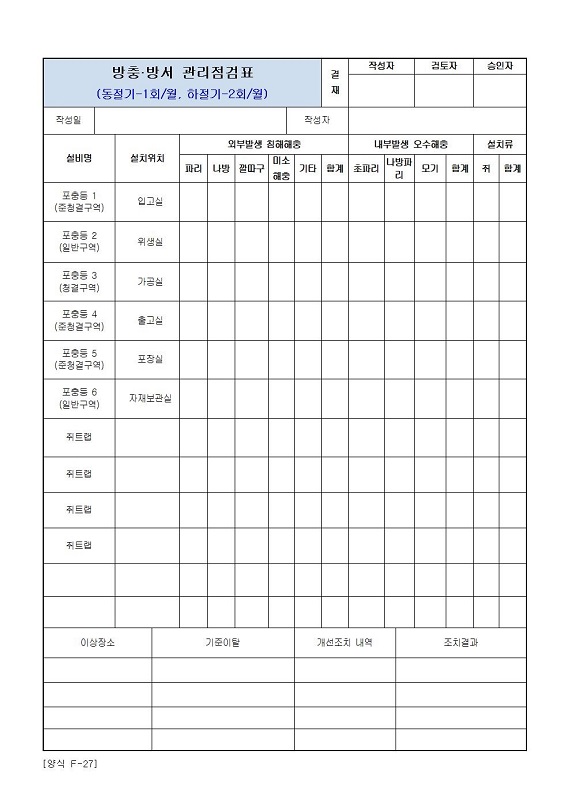 방충·방서 관리점검표
(동절기-1회/월, 하절기-2회/월)
결재
작성자 검토자 승인자
작성일 작성자
설비명 설치위치 외부발생 침해해충 내부발생 오수해충 설치류
파리 나방 깔따구 미소해충 기타 합계 초파리 나방파리 모기 합계 쥐 합계
포충등 1
(준청결구역)
입고실
포충등 2
(일반구역)
위생실
포충등 3
(청결구역)
가공실
포충등 4
(준청결구역)
출고실
포충등 5
(준청결구역)
포장실
포충등 6
(일반구역)
자재보관실
쥐트랩
쥐트랩
쥐트랩
쥐트랩
이상장소 기준이탈 개선조치 내역 조치결과
[양식 F-27]